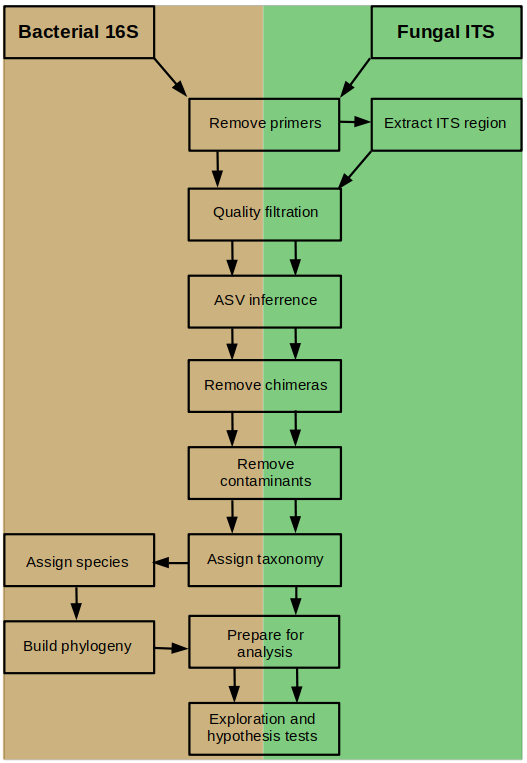 Bacterial 16S
Fungal ITS
Remove primers
Extract ITS region
Quality filtration
ASV inferrence
Remove chimeras
Remove
contaminants
Assign species
Assign taxonomy
Build phylogeny
Prepare for
analysis
Exploration and
hypothesis tests